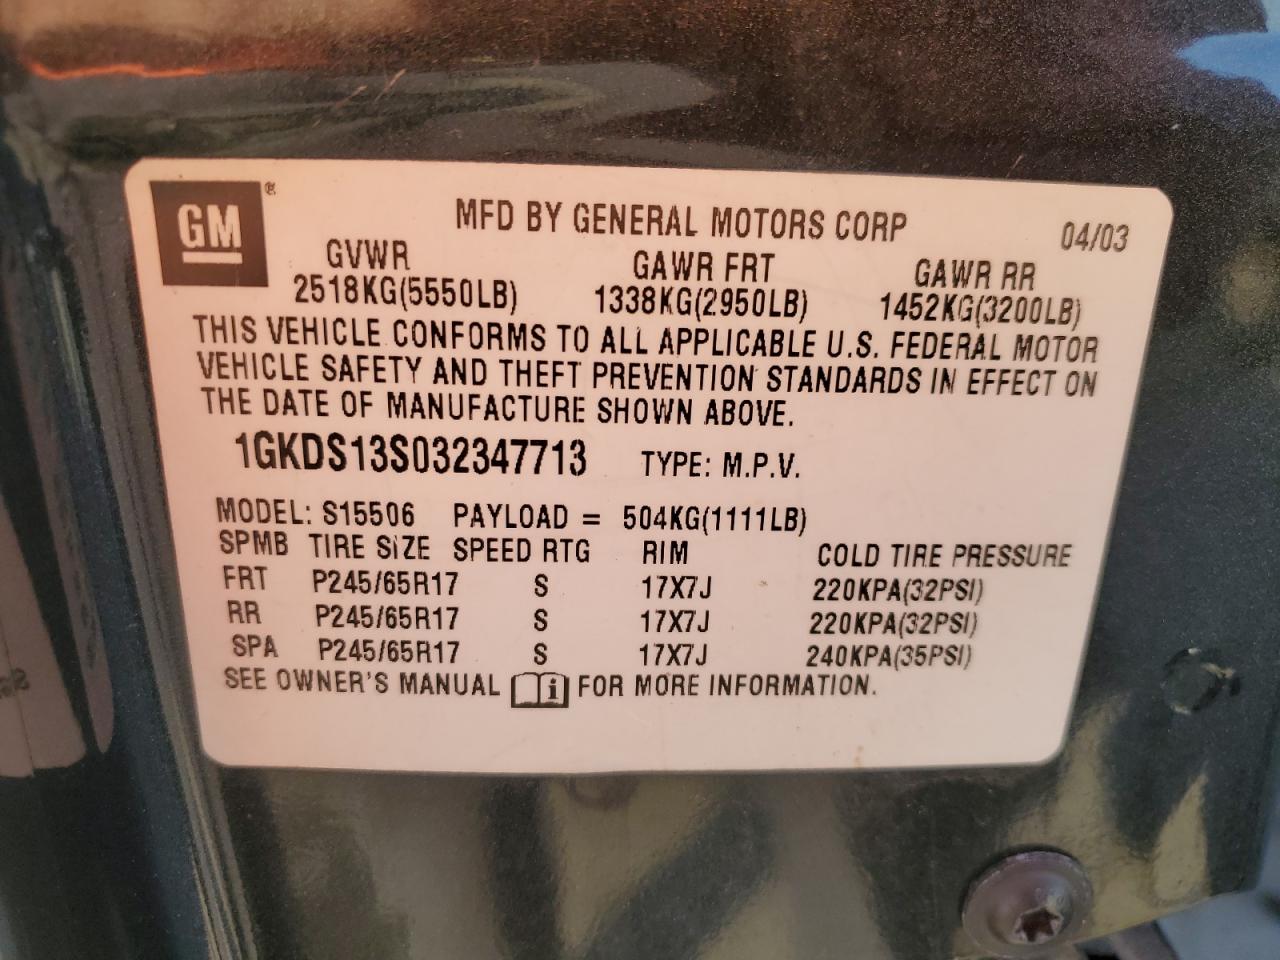 GM ® MFD BY GENERAL MOTORS CORP 04/03
GVWR GAWR FRT GAWR RR
2518KG(5550LB) 1338KG(2950LB) 1452KG(3200LB)
THIS VEHICLE CONFORMS TO ALL APPLICABLE U.S. FEDERAL MOTOR
VEHICLE SAFETY AND THEFT PREVENTION STANDARDS IN EFFECT ON
THE DATE OF MANUFACTURE SHOWN ABOVE.
1GKDS13S032347713 TYPE: M.P.V.
MODEL: S15506 PAYLOAD = 504KG(1111LB)
SPMB TIRE SIZE SPEED RTG RIM COLD TIRE PRESSURE
FRT P245/65R17 S 17X7J 220KPA(32PSI)
RR P245/65R17 S 17X7J 220KPA(32PSI)
SPA P245/65R17 S 17X7J 240KPA(35PSI)
SEE OWNER'S MANUAL i FOR MORE INFORMATION.